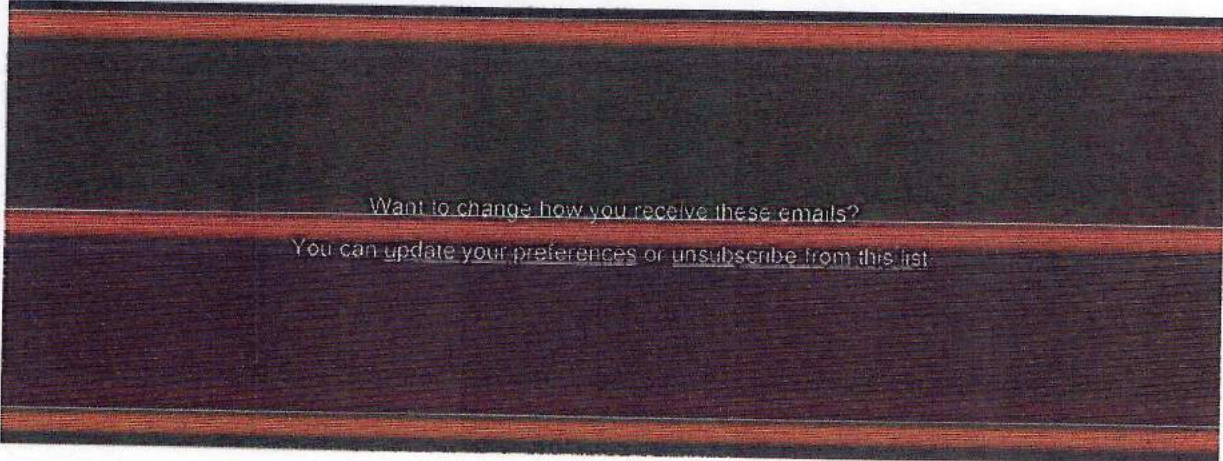 Want to change how you receive these emails?
You can update your preferences or unsubscribe from this list